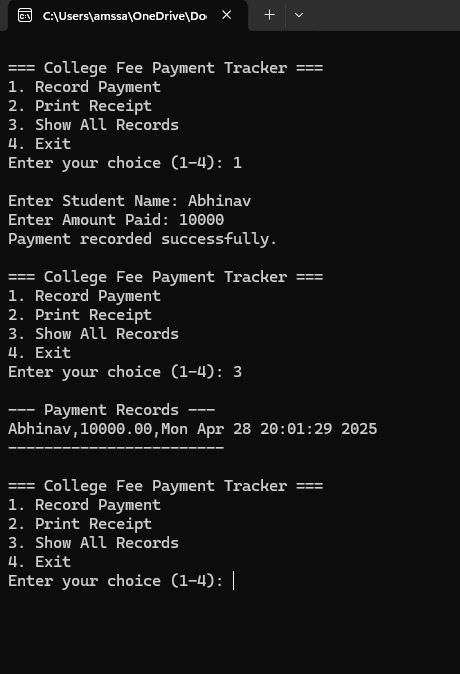 C:\Users\amssa\OneDrive\Do
=== College Fee Payment Tracker ===
1. Record Payment
2. Print Receipt
3. Show All Records
4. Exit
Enter your choice (1-4): 1
Enter Student Name: Abhinav
Enter Amount Paid: 10000
Payment recorded successfully.
=== College Fee Payment Tracker ===
1. Record Payment
2. Print Receipt
3. Show All Records
4. Exit
Enter your choice (1-4): 3
--- Payment Records ---
Abhinav,10000.00,Mon Apr 28 20:01:29 2025
------------------------
=== College Fee Payment Tracker ===
1. Record Payment
2. Print Receipt
3. Show All Records
4. Exit
Enter your choice (1-4):